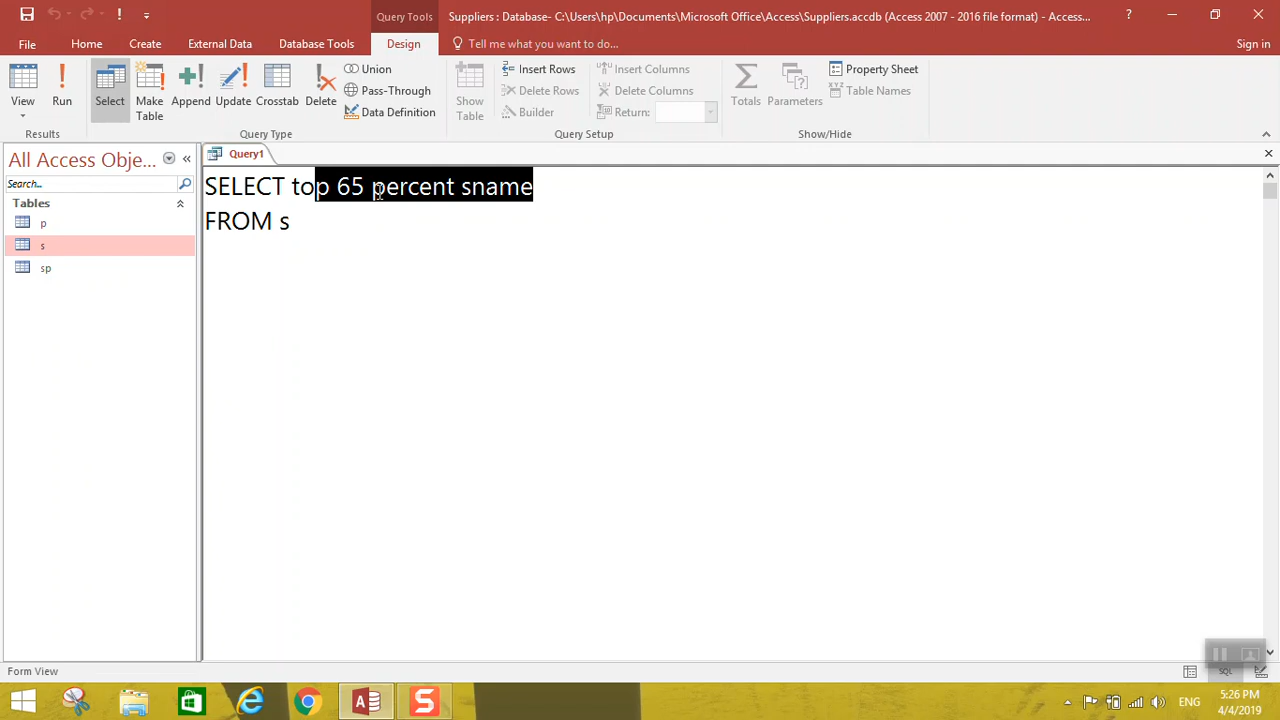 Query Tools
Suppliers : Database- C:\Users\hp\Documents\Microsoft Office\Access\Suppliers.accdb (Access 2007 - 2016 file format) - Access...
?
File
Home
Create
External Data
Database Tools
Design
Tell me what you want to do...
Sign in
View
Run
Select
Make Table
Append
Update
Crosstab
Delete
Union
Pass-Through
Data Definition
Show Table
Insert Rows
Delete Rows
Builder
Insert Columns
Delete Columns
Return:
Totals
Parameters
Property Sheet
Table Names
Results
Query Type
Query Setup
Show/Hide
All Access Obje...
Search...
Tables
p
s
sp
Query1
SELECT top 65 percent sname
FROM s
Form View
SQL
ENG
5:26 PM
4/4/2019